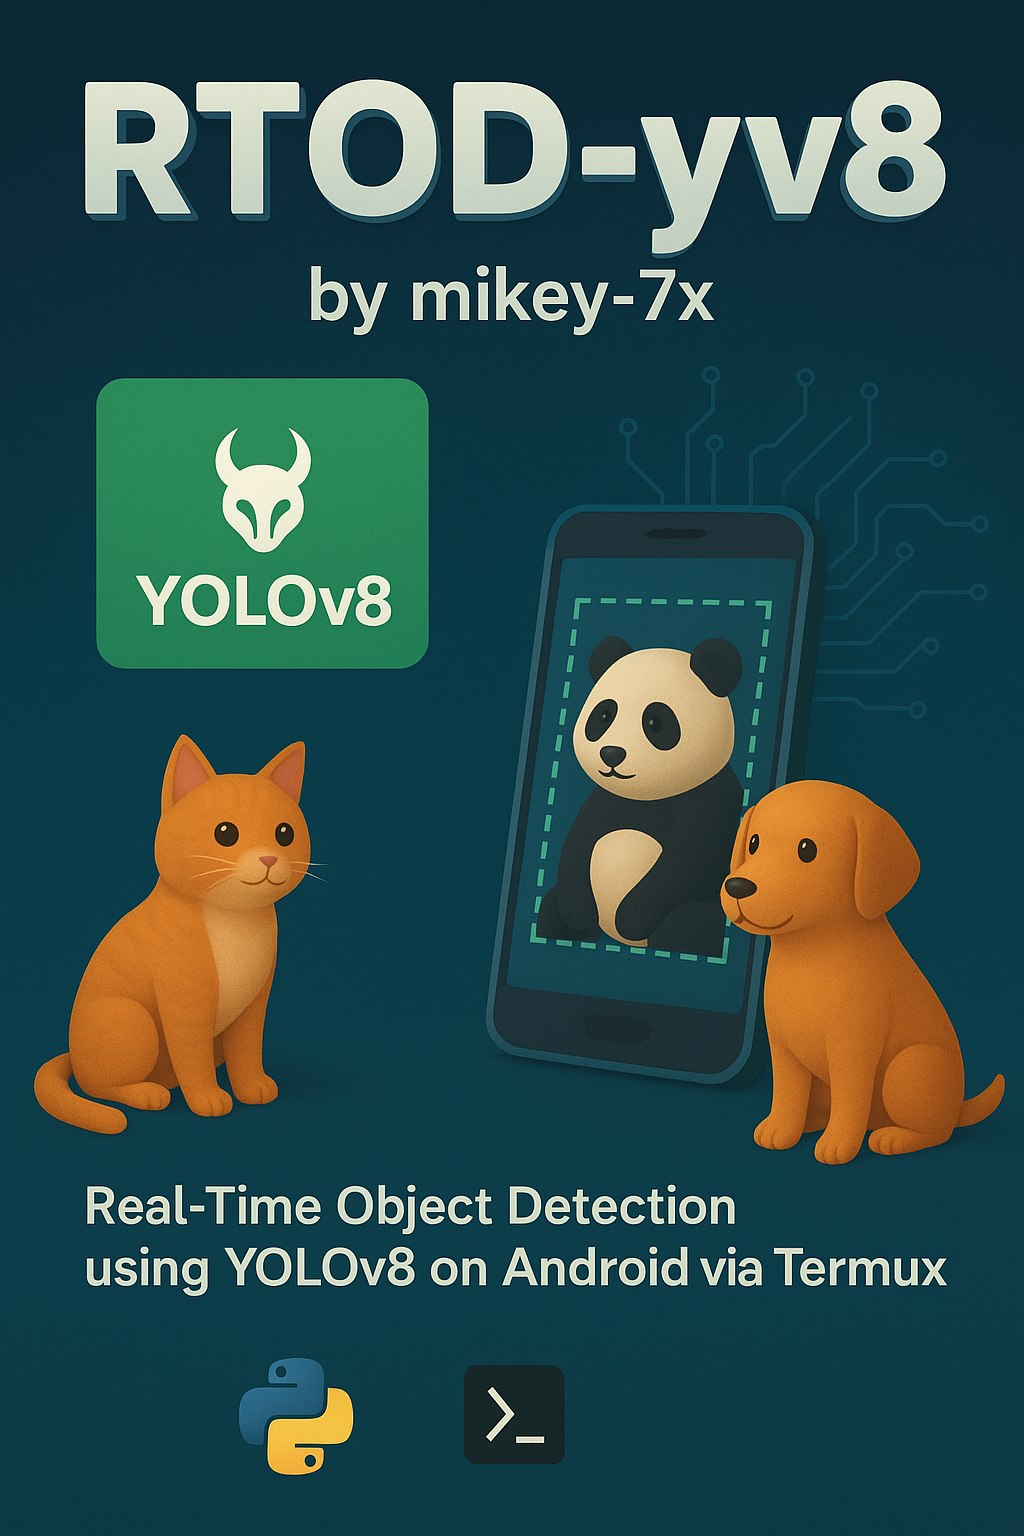 RTOD-yv8
by mikey-7x
YOLOv8
Real-Time Object Detection
using YOLOv8 on Android via Termux
>_